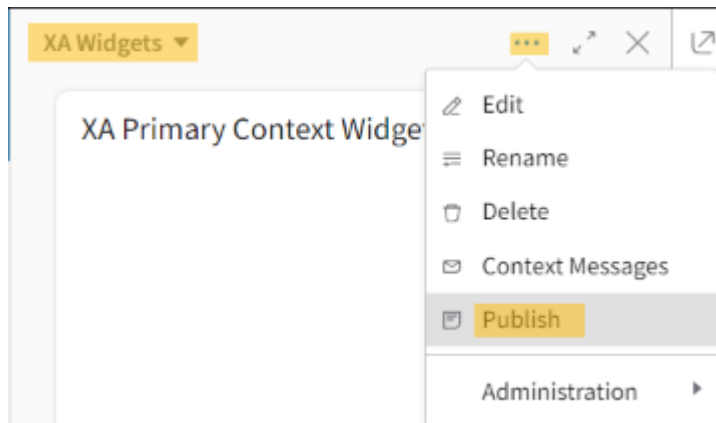 XA Widgets
XA Primary Context Widge
Edit
Rename
Delete
Context Messages
Publish
Administration